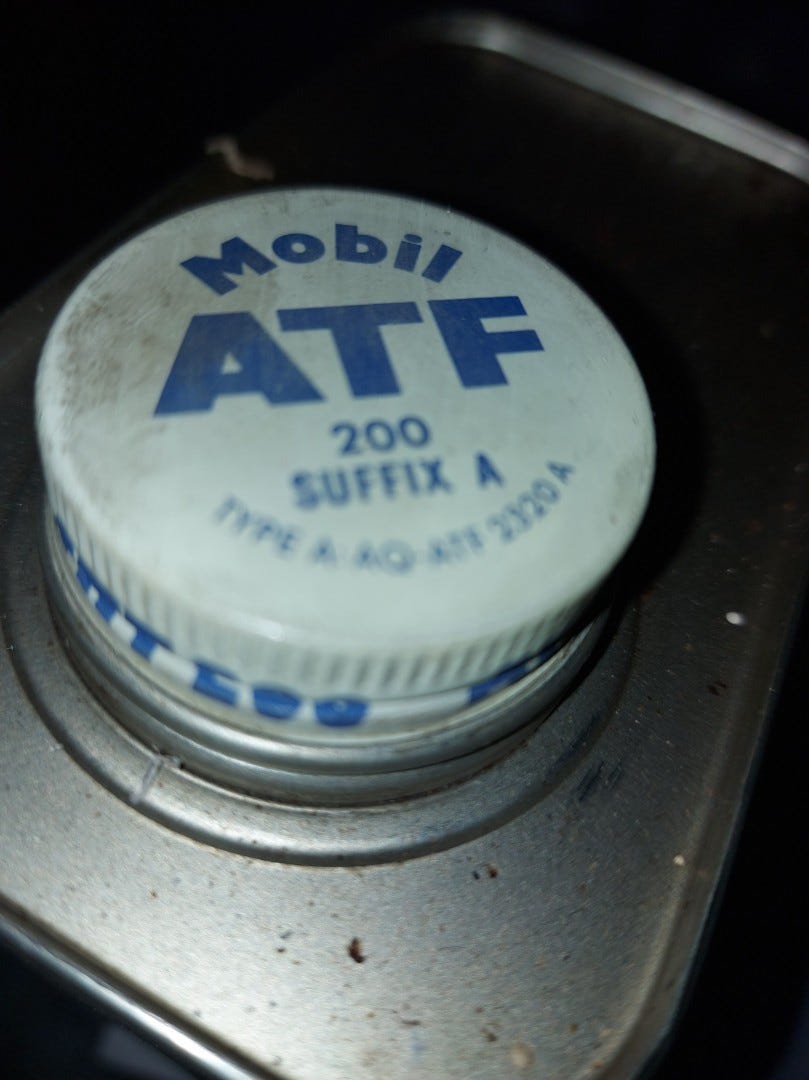 Mobil
ATF
200
SUFFIX A
TYPE A·AQ·ATF 2320 A